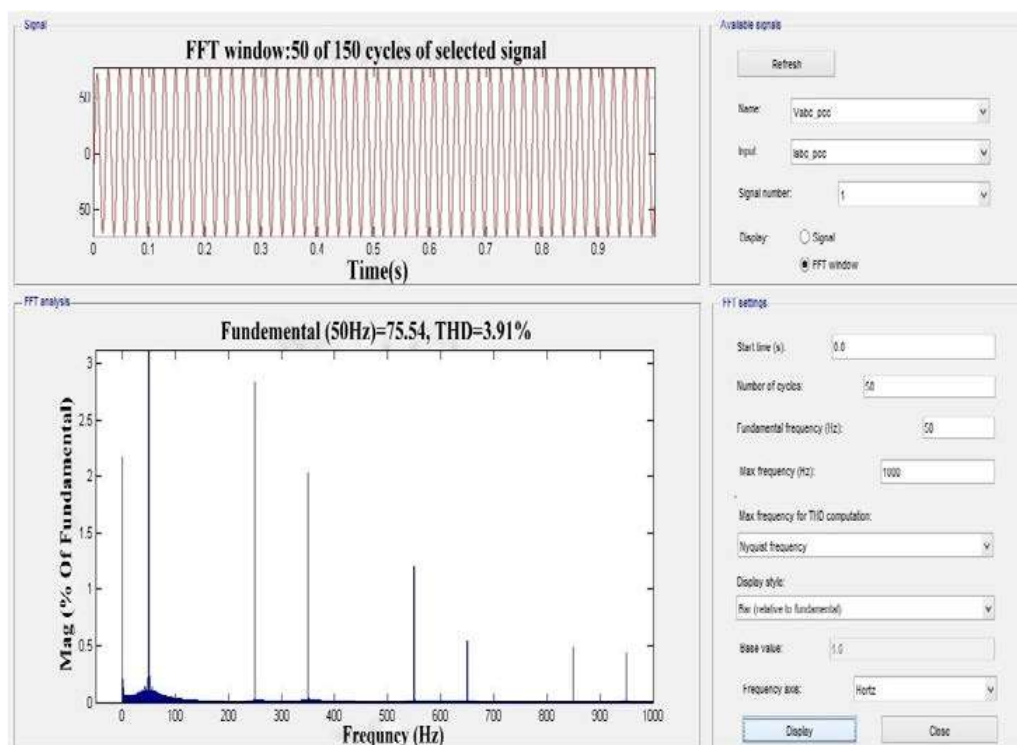 Signal
FFT window:50 of 150 cycles of selected signal
50
0
50
0 0.1 0.2 0.3 0.4 0.5 0.6 0.7 0.8 0.9
Time(s)
FFT analysis
Fundemental (50Hz)=75.54, THD=3.91%
Mag (% Of Fundamental)
3
2.5
2
1.5
1
0.5
0
0 100 200 300 400 500 600 700 800 900 1000
Frequncy (Hz)
Available signals
Refresh
Name: Vabc_pcc
Input: Iabc_pcc
Signal number: 1
Display: Signal
FFT window
FFT settings
Start time (s): 0.0
Number of cycles: 50
Fundamental frequency (Hz): 50
Max frequency (Hz): 1000
Max frequency for THD computation:
Nyquist frequency
Display style:
Bar (relative to fundamental)
Base value: 1.0
Frequency axis: Hertz
Display Close